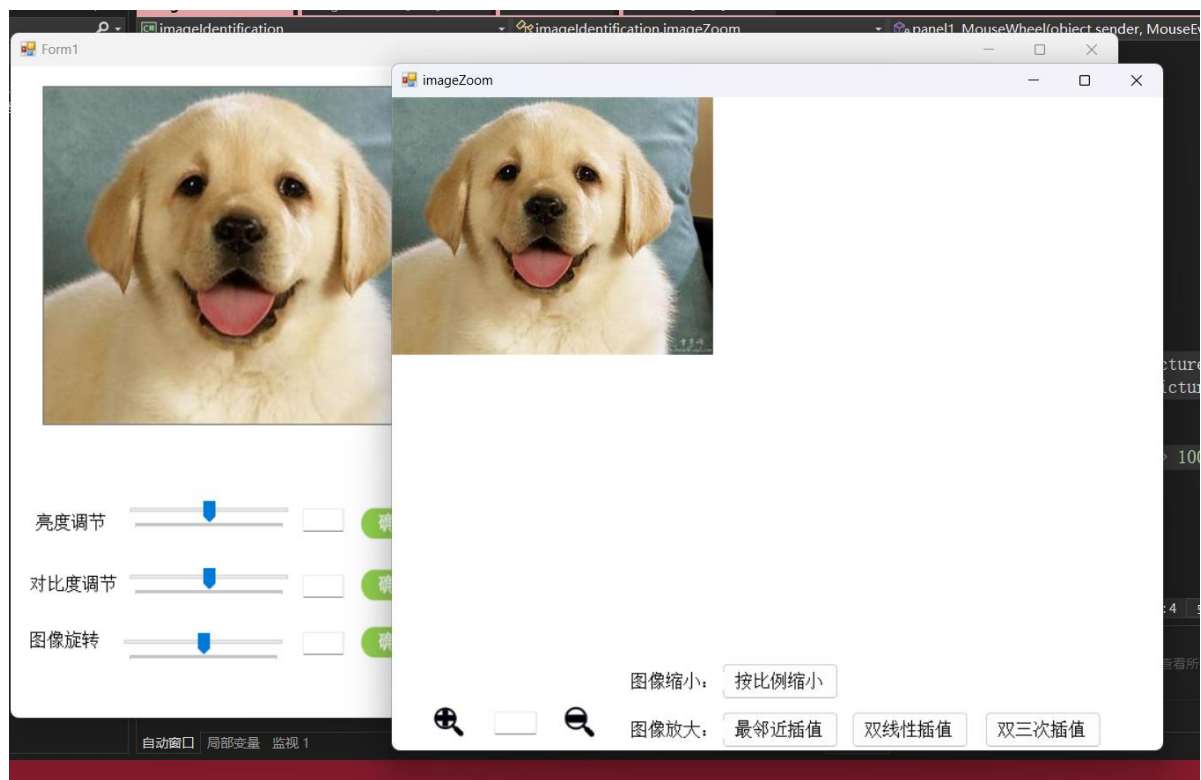 imageIdentification
imageIdentification.imageZoom
panel1_MouseWheel(object sender, MouseEv
Form1
imageZoom
亮度调节
对比度调节
图像旋转
图像缩小：
按比例缩小
图像放大：
最邻近插值
双线性插值
双三次插值
自动窗口
局部变量
监视 1
100